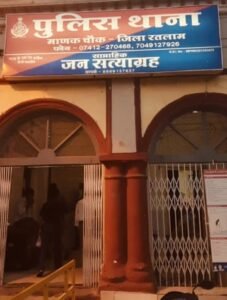 पुलिस थाना
माणक चौक - जिला रतलाम
फोन - 07412-270466, 7049127926
साप्ताहिक
जन सत्याग्रह